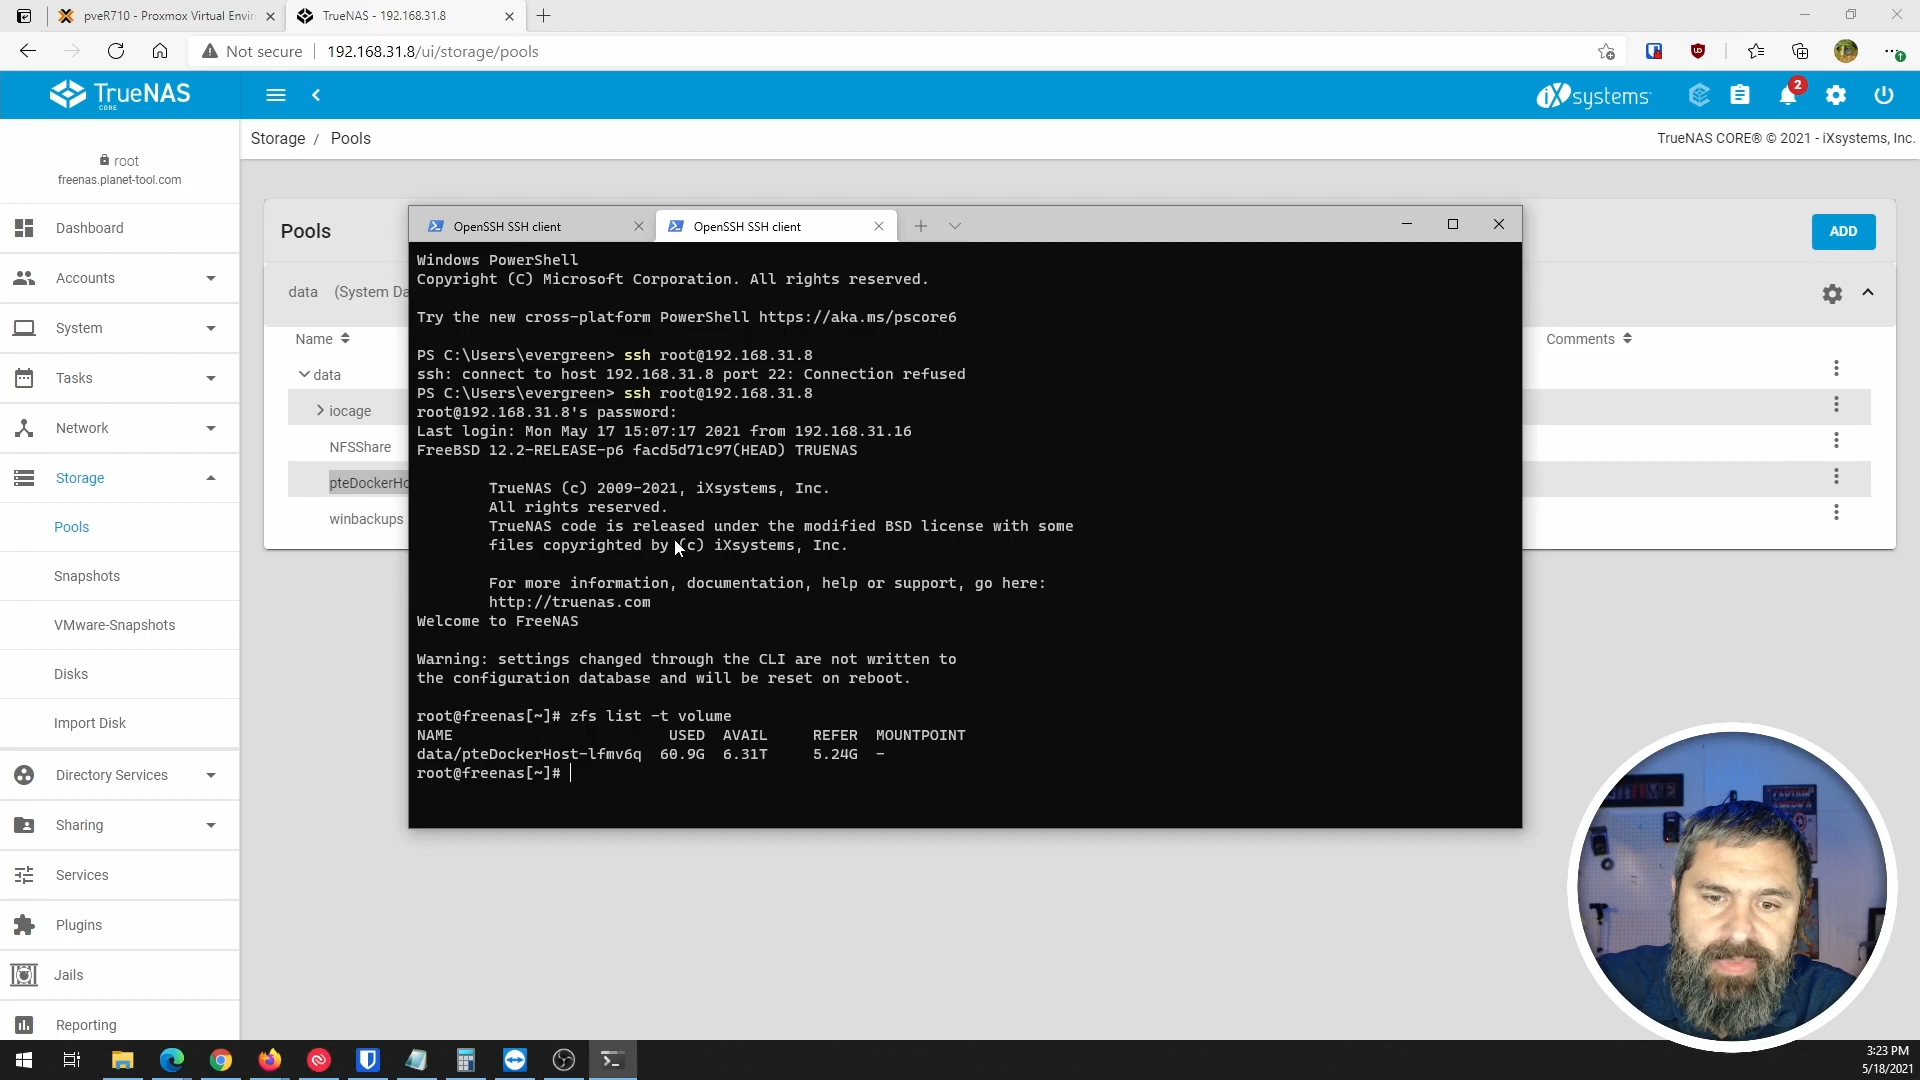 pveR710 - Proxmox Virtual Envir
TrueNAS - 192.168.31.8
Not secure
192.168.31.8/ui/storage/pools
TrueNAS
CORE
iXsystems
2
root
freenas.planet-tool.com
Storage / Pools
TrueNAS CORE® © 2021 - iXsystems, Inc.
Dashboard
Accounts
System
Tasks
Network
Storage
Pools
Snapshots
VMware-Snapshots
Disks
Import Disk
Directory Services
Sharing
Services
Plugins
Jails
Reporting
Pools
ADD
data (System Da
Name
Comments
data
iocage
NFSShare
pteDockerHo
winbackups
OpenSSH SSH client
OpenSSH SSH client
Windows PowerShell
Copyright (C) Microsoft Corporation. All rights reserved.
Try the new cross-platform PowerShell https://aka.ms/pscore6
PS C:\Users\evergreen> ssh root@192.168.31.8
ssh: connect to host 192.168.31.8 port 22: Connection refused
PS C:\Users\evergreen> ssh root@192.168.31.8
root@192.168.31.8's password:
Last login: Mon May 17 15:07:17 2021 from 192.168.31.16
FreeBSD 12.2-RELEASE-p6 facd5d71c97(HEAD) TRUENAS
TrueNAS (c) 2009-2021, iXsystems, Inc.
All rights reserved.
TrueNAS code is released under the modified BSD license with some
files copyrighted by (c) iXsystems, Inc.
For more information, documentation, help or support, go here:
http://truenas.com
Welcome to FreeNAS
Warning: settings changed through the CLI are not written to
the configuration database and will be reset on reboot.
root@freenas[~]# zfs list -t volume
NAME USED AVAIL REFER MOUNTPOINT
data/pteDockerHost-lfmv6q 60.9G 6.31T 5.24G -
root@freenas[~]#
3:23 PM
5/18/2021